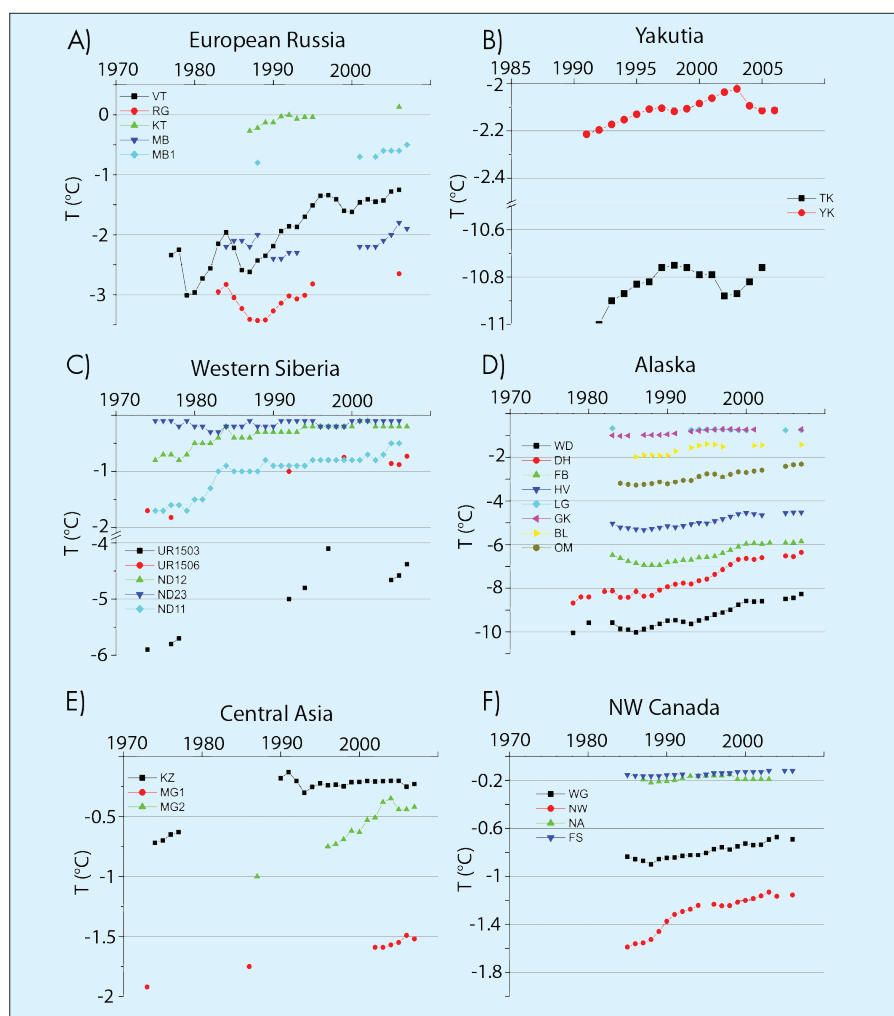 A) European Russia
1970 1980 1990 2000
VT
RG
KT
MB
MB1
0
-1
-2
-3
T (°C)
B) Yakutia
1985 1990 1995 2000 2005
-2
-2.2
-2.4
-10.6
-10.8
-11
T (°C)
TK
YK
C) Western Siberia
1970 1980 1990 2000
-1
-2
-4
-5
-6
T (°C)
UR1503
UR1506
ND12
ND23
ND11
D) Alaska
1970 1980 1990 2000
WD
DH
FB
HV
LG
GK
BL
OM
-2
-4
-6
-8
-10
T (°C)
E) Central Asia
1970 1980 1990 2000
KZ
MG1
MG2
-0.5
-1
-1.5
-2
T (°C)
F) NW Canada
1970 1980 1990 2000
WG
NW
NA
FS
-0.2
-0.6
-1
-1.4
-1.8
T (°C)